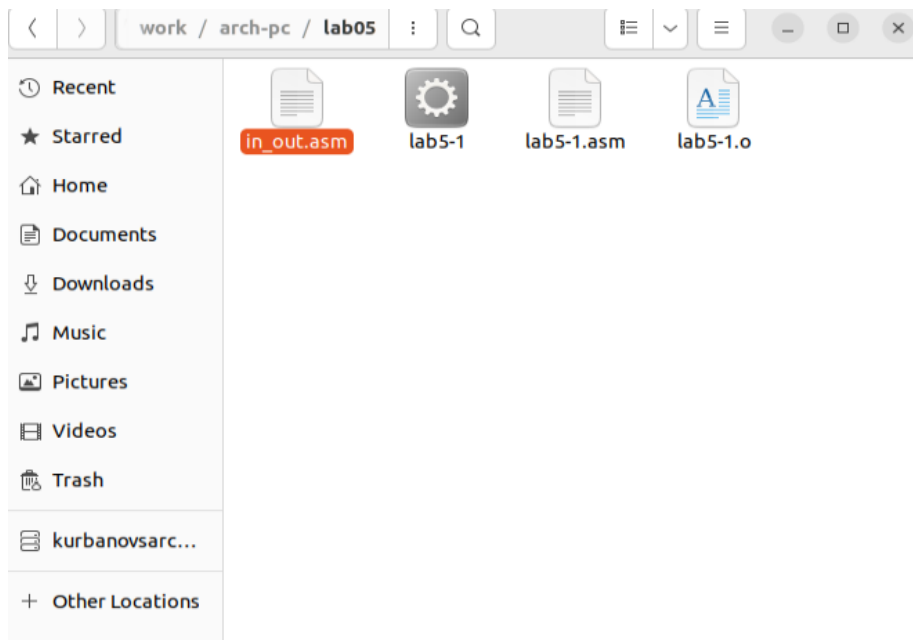 work / arch-pc / lab05
Recent
Starred
Home
Documents
Downloads
Music
Pictures
Videos
Trash
kurbanovsarc...
+ Other Locations
in_out.asm
lab5-1
lab5-1.asm
lab5-1.o